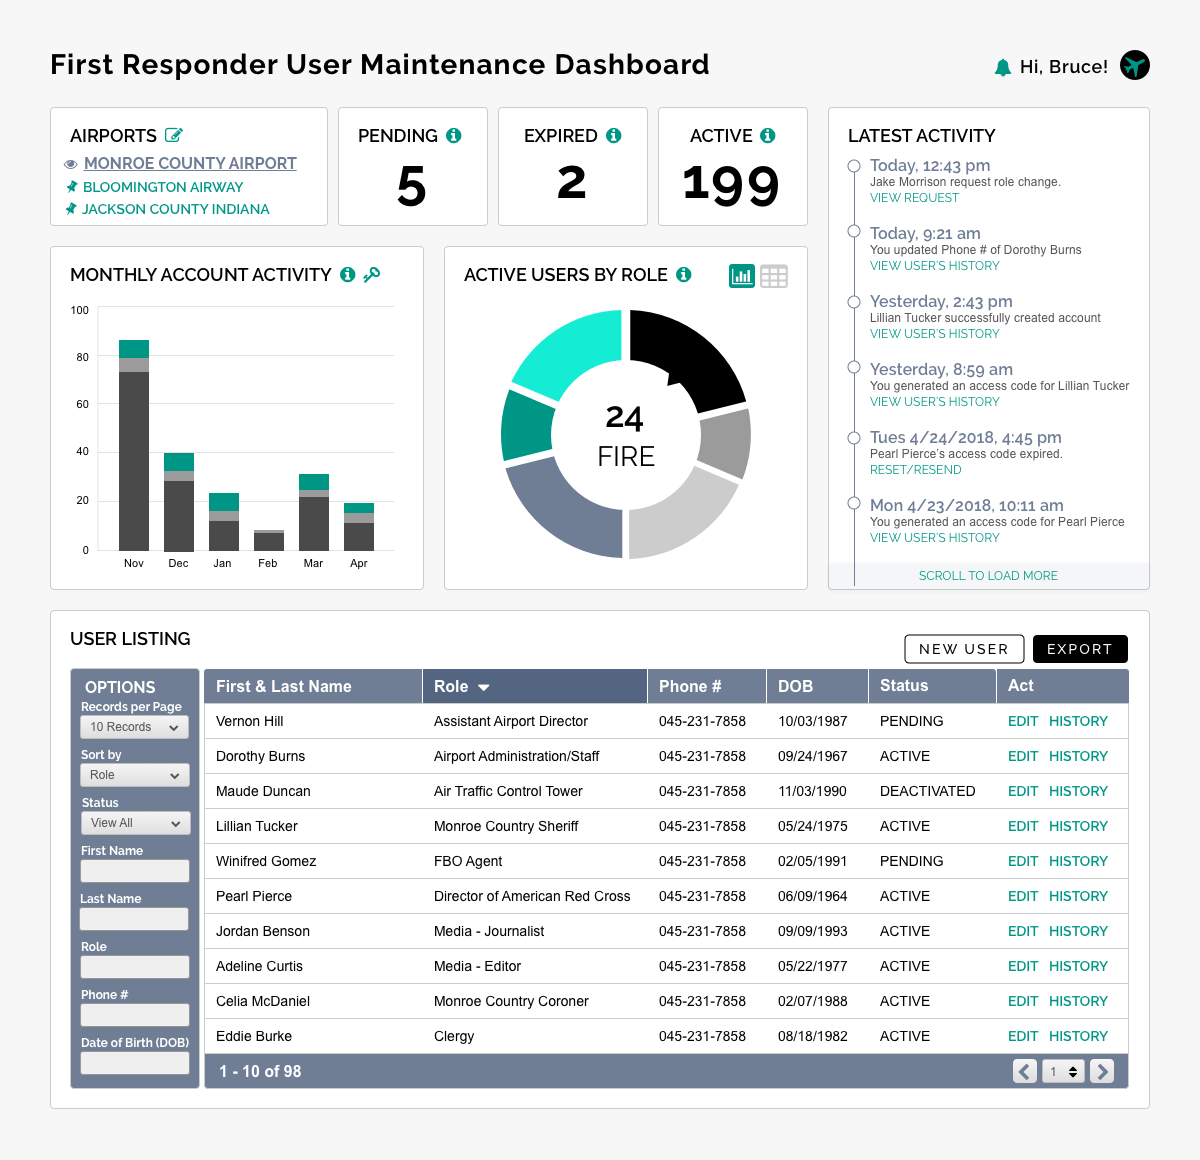 First Responder User Maintenance Dashboard
Hi, Bruce!
AIRPORTS
MONROE COUNTY AIRPORT
BLOOMINGTON AIRWAY
JACKSON COUNTY INDIANA
PENDING
5
EXPIRED
2
ACTIVE
199
LATEST ACTIVITY
Today, 12:43 pm
Jake Morrison request role change.
VIEW REQUEST
Today, 9:21 am
You updated Phone # of Dorothy Burns
VIEW USER'S HISTORY
Yesterday, 2:43 pm
Lillian Tucker successfully created account
VIEW USER'S HISTORY
Yesterday, 8:59 am
You generated an access code for Lillian Tucker
VIEW USER'S HISTORY
Tues 4/24/2018, 4:45 pm
Pearl Pierce's access code expired.
RESET/RESEND
Mon 4/23/2018, 10:11 am
You generated an access code for Pearl Pierce
VIEW USER'S HISTORY
SCROLL TO LOAD MORE
MONTHLY ACCOUNT ACTIVITY
100
80
60
40
20
0
Nov Dec Jan Feb Mar Apr
ACTIVE USERS BY ROLE
24
FIRE
USER LISTING
NEW USER
EXPORT
OPTIONS
Records per Page
10 Records
Sort by
Role
Status
View All
First Name
Last Name
Role
Phone #
Date of Birth (DOB)
First & Last Name Role Phone # DOB Status Act
Vernon Hill Assistant Airport Director 045-231-7858 10/03/1987 PENDING EDIT HISTORY
Dorothy Burns Airport Administration/Staff 045-231-7858 09/24/1967 ACTIVE EDIT HISTORY
Maude Duncan Air Traffic Control Tower 045-231-7858 11/03/1990 DEACTIVATED EDIT HISTORY
Lillian Tucker Monroe Country Sheriff 045-231-7858 05/24/1975 ACTIVE EDIT HISTORY
Winifred Gomez FBO Agent 045-231-7858 02/05/1991 PENDING EDIT HISTORY
Pearl Pierce Director of American Red Cross 045-231-7858 06/09/1964 ACTIVE EDIT HISTORY
Jordan Benson Media - Journalist 045-231-7858 09/09/1993 ACTIVE EDIT HISTORY
Adeline Curtis Media - Editor 045-231-7858 05/22/1977 ACTIVE EDIT HISTORY
Celia McDaniel Monroe Country Coroner 045-231-7858 02/07/1988 ACTIVE EDIT HISTORY
Eddie Burke Clergy 045-231-7858 08/18/1982 ACTIVE EDIT HISTORY
1 - 10 of 98
1